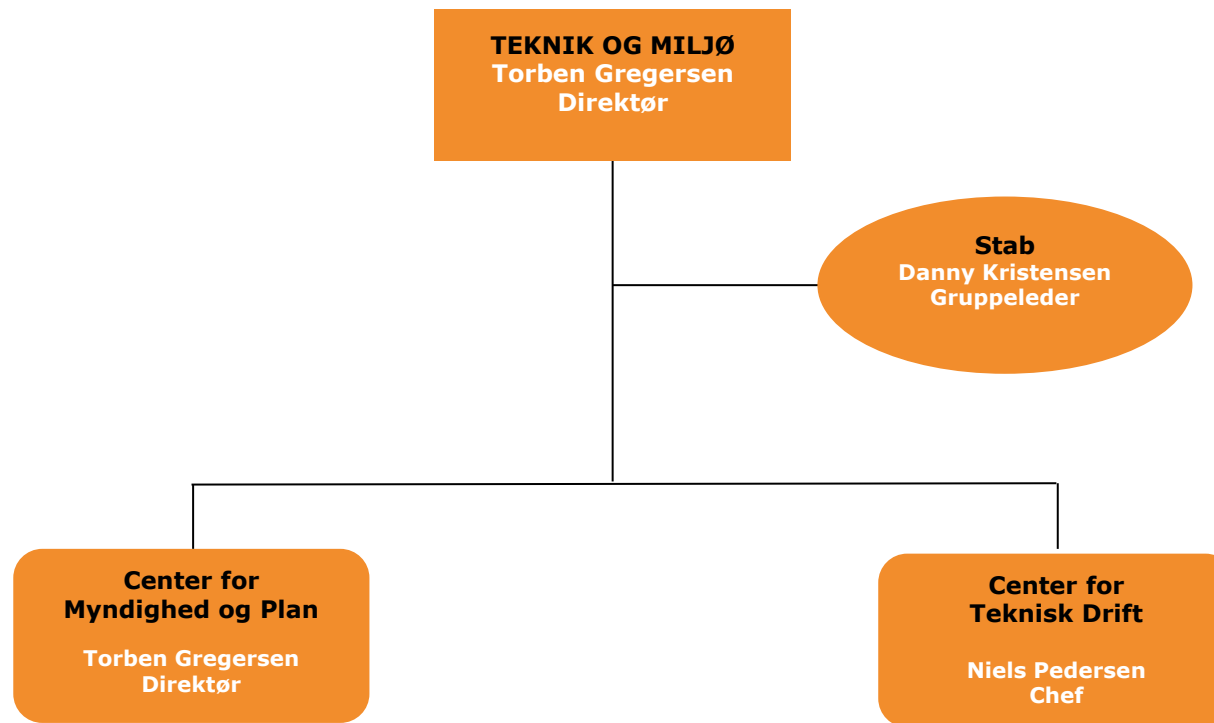 TEKNIK OG MILJØ
Torben Gregersen
Direktør
Stab
Danny Kristensen
Gruppeleder
Center for
Myndighed og Plan
Torben Gregersen
Direktør
Center for
Teknisk Drift
Niels Pedersen
Chef